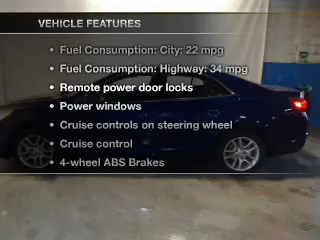 VEHICLE FEATURES
• Fuel Consumption: City: 22 mpg
• Fuel Consumption: Highway: 34 mpg
• Remote power door locks
• Power windows
• Cruise controls on steering wheel
• Cruise control
• 4-wheel ABS Brakes